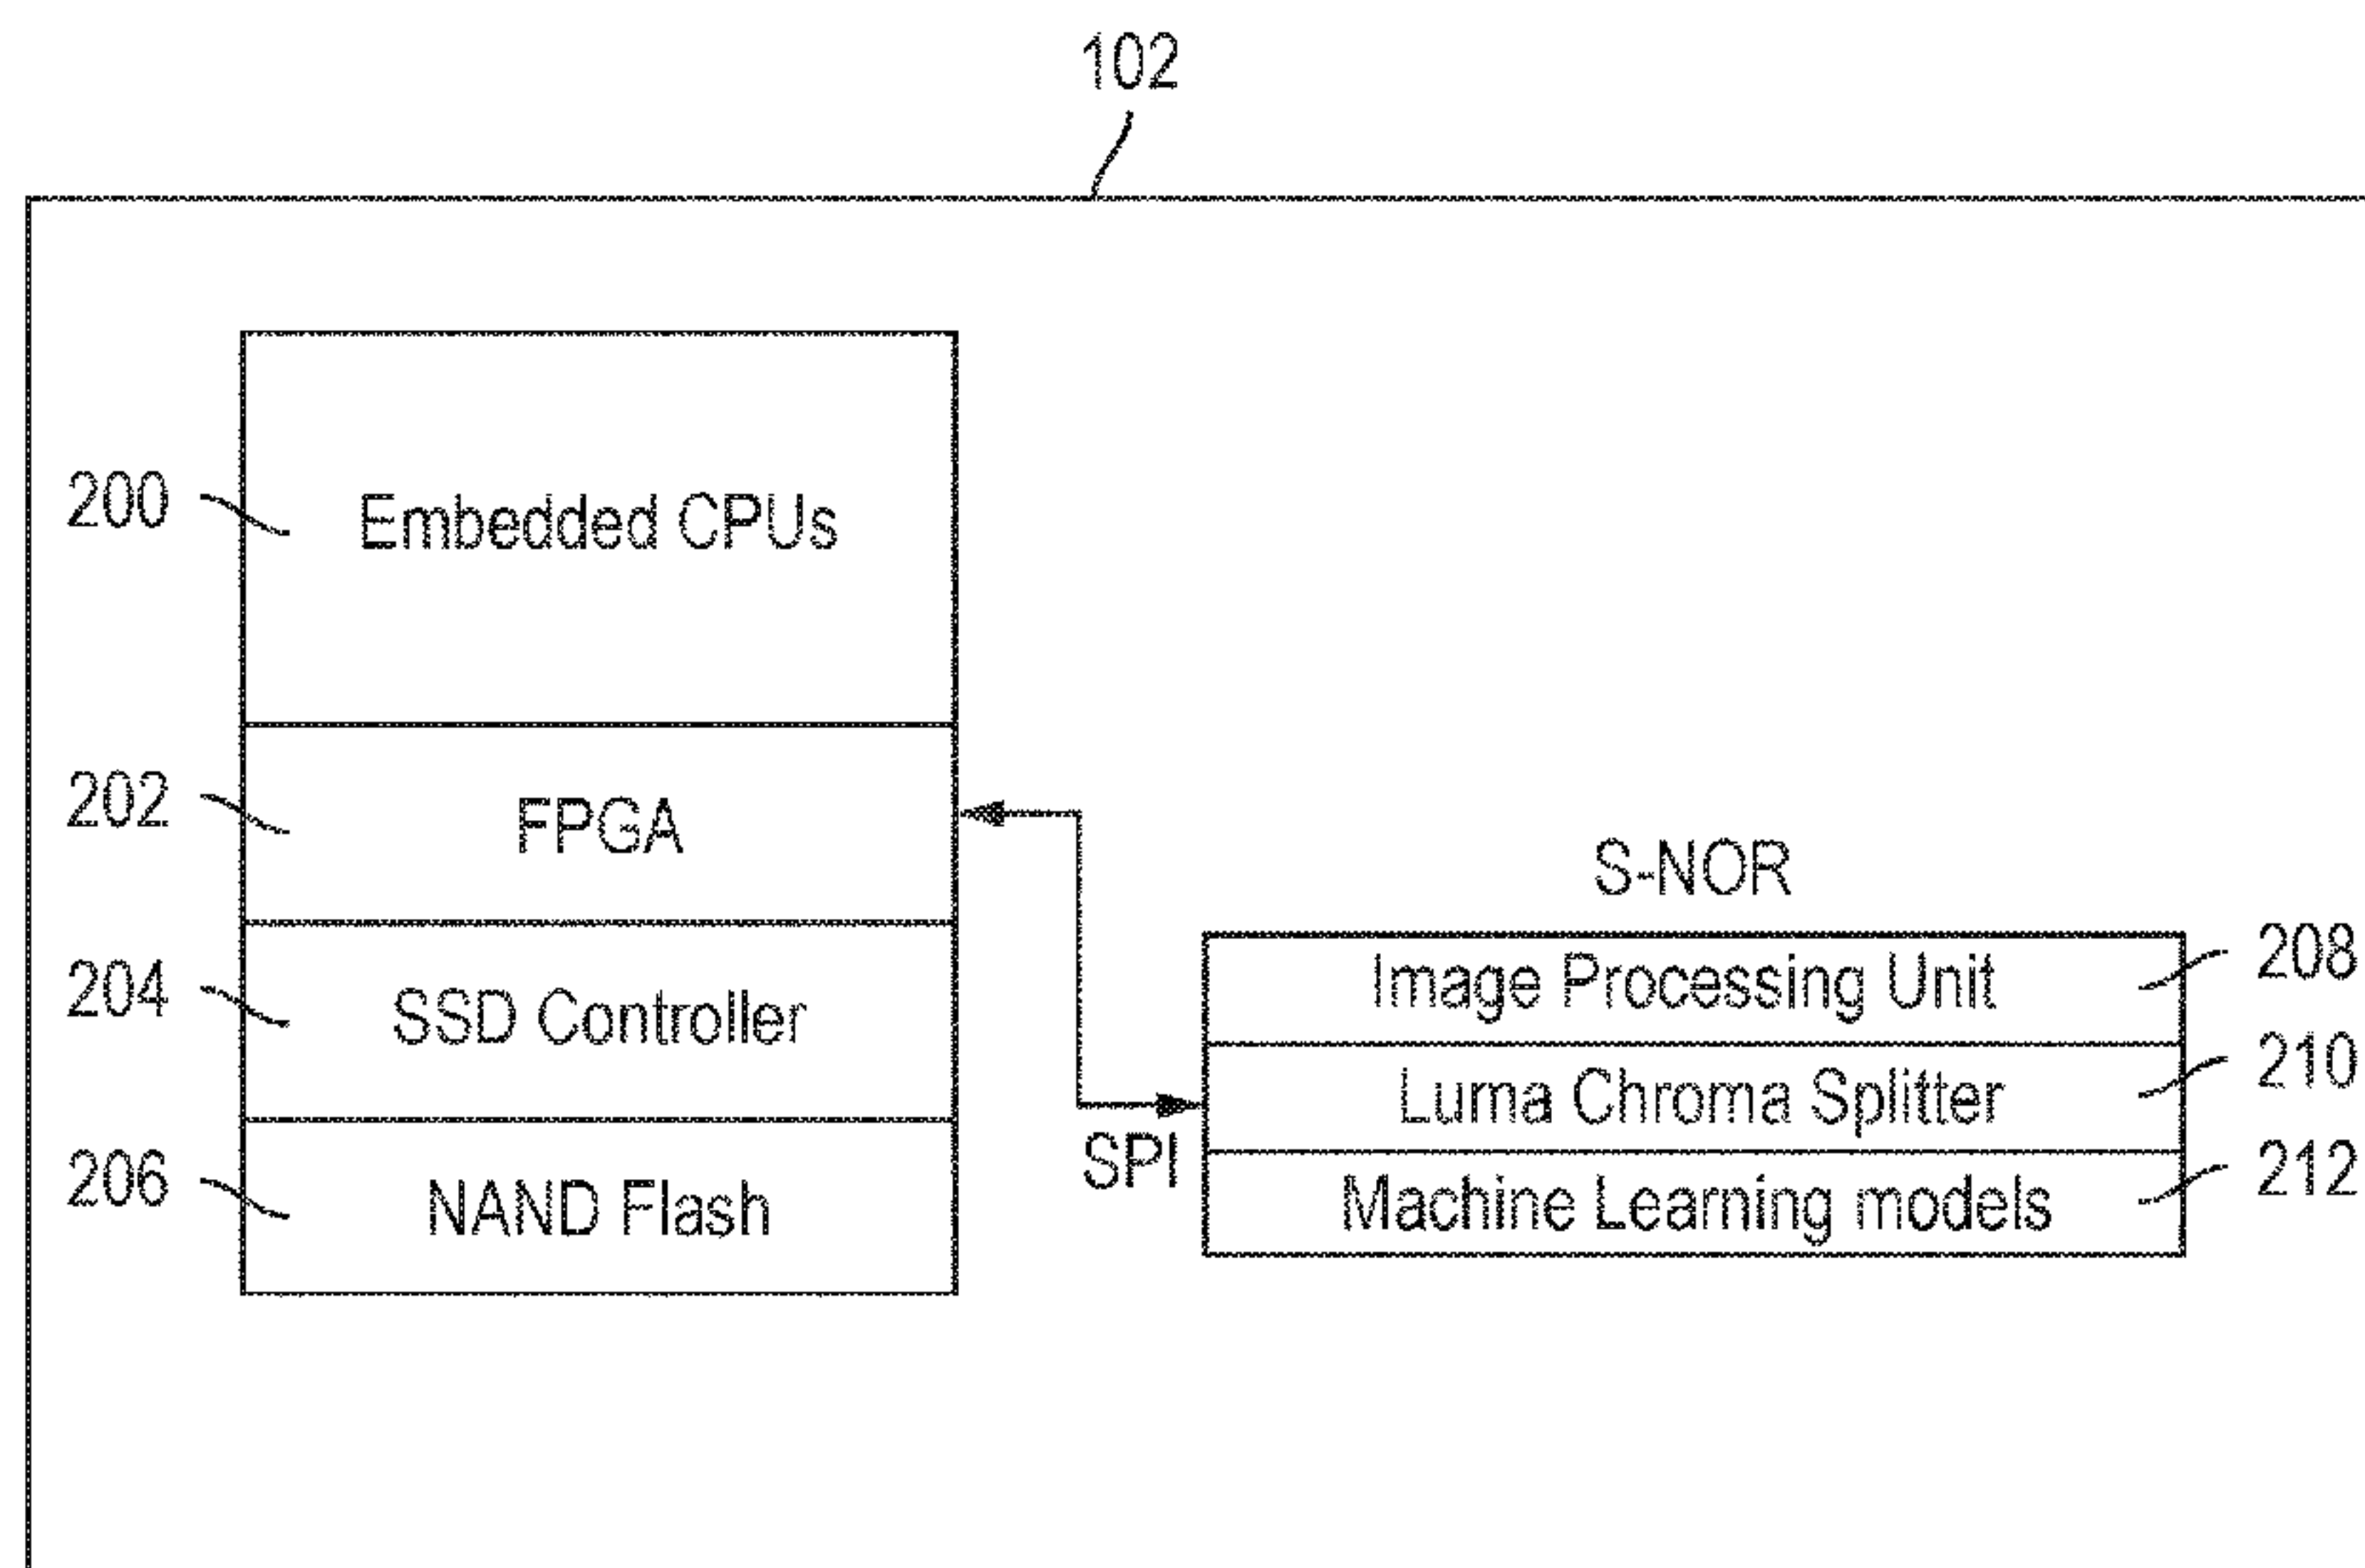 102
200
Embedded CPUs
202
FPGA
204
SSD Controller
206
NAND Flash
SPI
S-NOR
Image Processing Unit
208
Luma Chroma Splitter
210
Machine Learning models
212